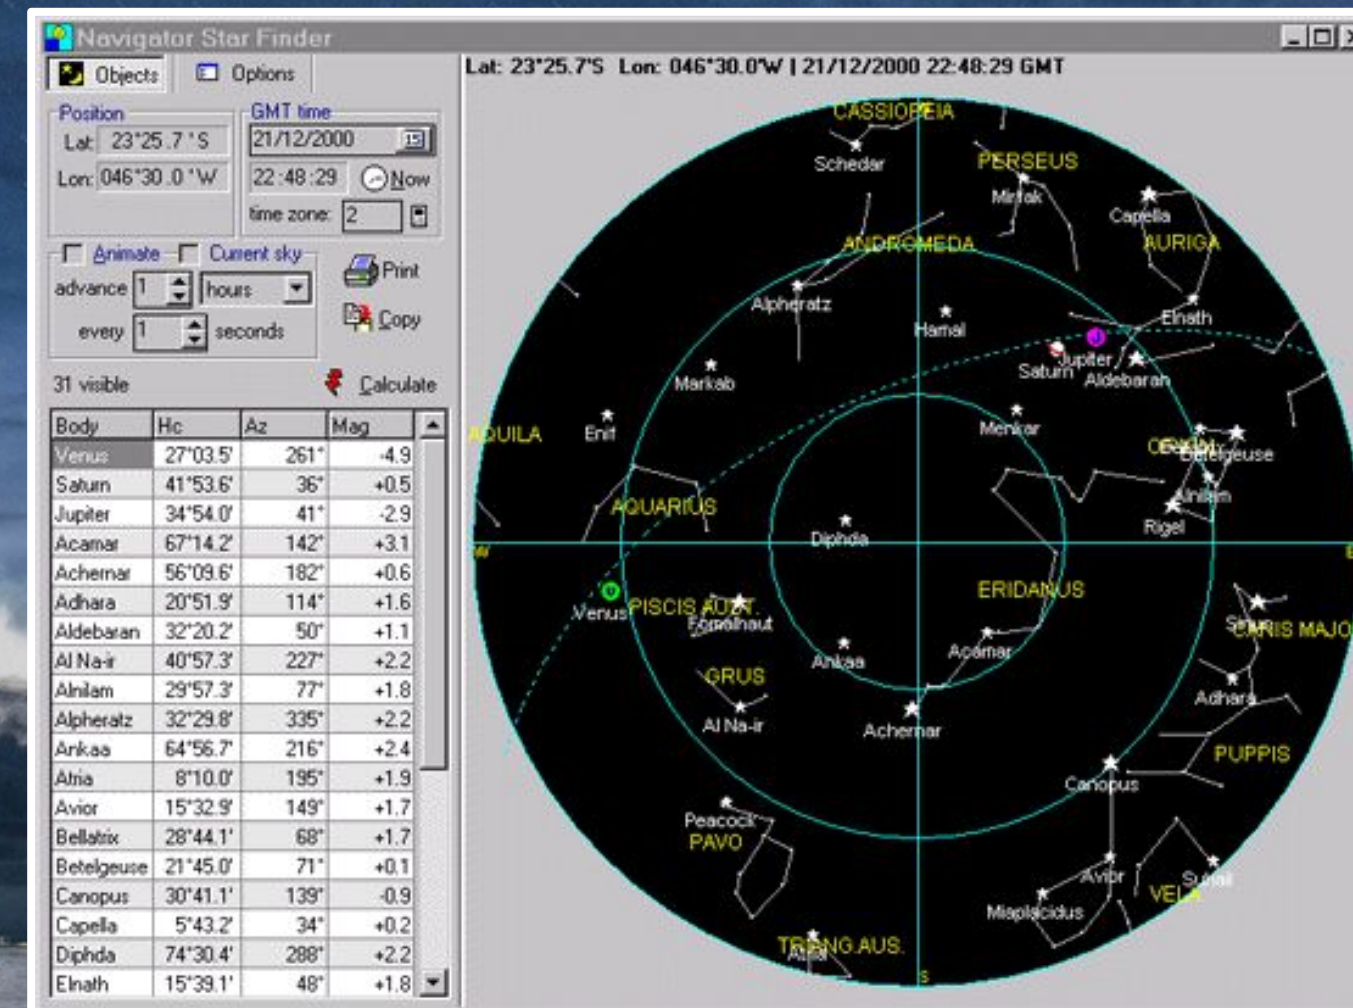 Navigator Star Finder
Objects Options
Lat: 23°25.7'S Lon: 046°30.0'W | 21/12/2000 22:48:29 GMT
Position
Lat: 23°25.7'S
Lon: 046°30.0'W
GMT time
21/12/2000 15
22:48:29 Now
time zone: 2
Animate Current sky
advance 1 hours
every 1 seconds
Print
Copy
31 visible
Calculate
Body Hc Az Mag
Venus 27°03.5' 261° -4.9
Saturn 41°53.6' 36° +0.5
Jupiter 34°54.0' 41° -2.9
Acamar 67°14.2' 142° +3.1
Achernar 56°09.6' 182° +0.6
Adhara 20°51.9' 114° +1.6
Aldebaran 32°20.2' 50° +1.1
Al Na-ir 40°57.3' 227° +2.2
Alnilam 29°57.3' 77° +1.8
Alpheratz 32°29.8' 335° +2.2
Ankaa 64°56.7' 216° +2.4
Atria 8°10.0' 195° +1.9
Avior 15°32.9' 149° +1.7
Bellatrix 28°44.1' 68° +1.7
Betelgeuse 21°45.0' 71° +0.1
Canopus 30°41.1' 139° -0.9
Capella 5°43.2' 34° +0.2
Diphda 74°30.4' 288° +2.2
Elnath 15°39.1' 48° +1.8
CASSIOPEIA
Schedar
PERSEUS
Mirfak
Capella
ANDROMEDA
AURIGA
Alpheratz
Hamal
Elnath
J
Jupiter
Saturn
Aldebaran
Markab
AQUILA
Enif
Menkar
Betelgeuse
AQUARIUS
Alnilam
Rigel
Diphda
W
E
ERIDANUS
Venus
PISCIS AUST.
Fomalhaut
CANIS MAJO
Ankaa
Acamar
GRUS
Adhara
Al Na-ir
Achernar
PUPPIS
Canopus
Peacock
PAVO
Avior
Suhail
VELA
Miaplacidus
TRIANG.AUS.
S